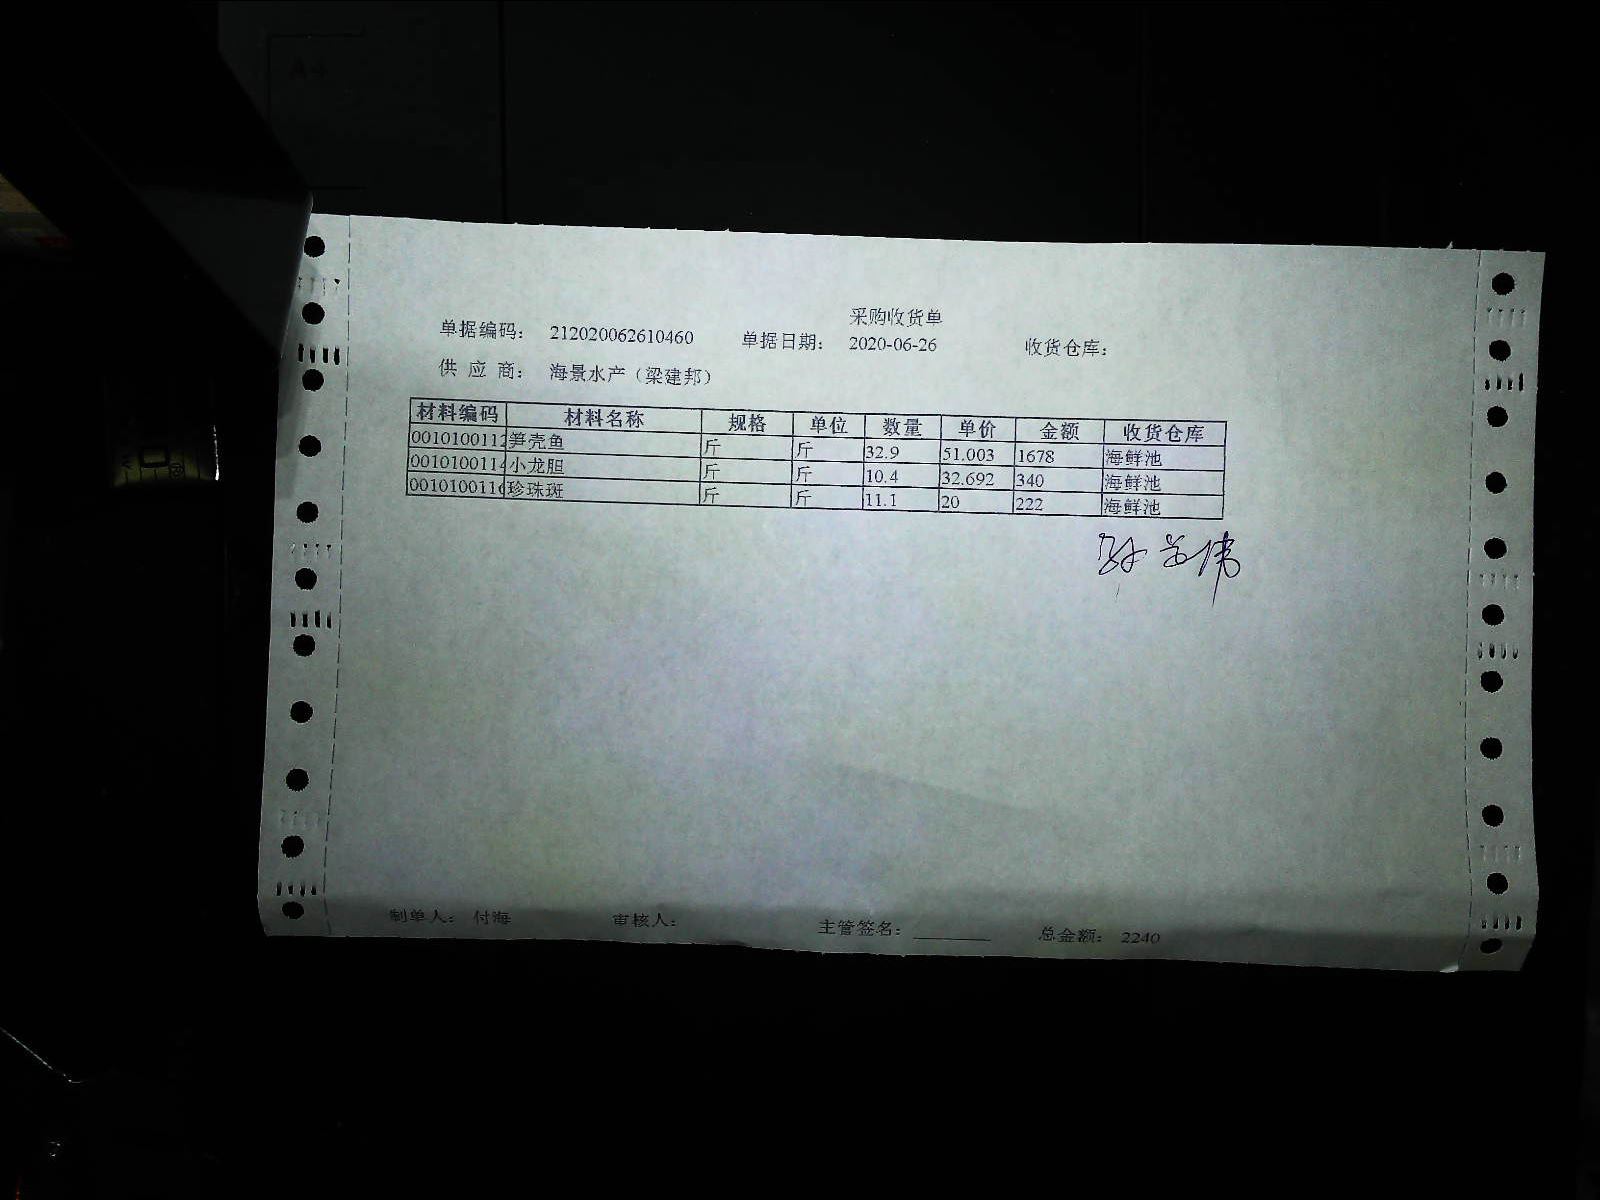 A4
采购收货单
单据编码: 212020062610460 单据日期: 2020-06-26 收货仓库:
供 应 商: 海景水产（梁建邦）
材料编码 材料名称 规格 单位 数量 单价 金额 收货仓库
0010100112 笋壳鱼 斤 斤 32.9 51.003 1678 海鲜池
001010011 小龙胆 斤 斤 10.4 32.692 340 海鲜池
001010011 珍珠斑 斤 斤 11.1 20 222 海鲜池
制单人: 付海 审核人: 主管签名: 总金额: 2240